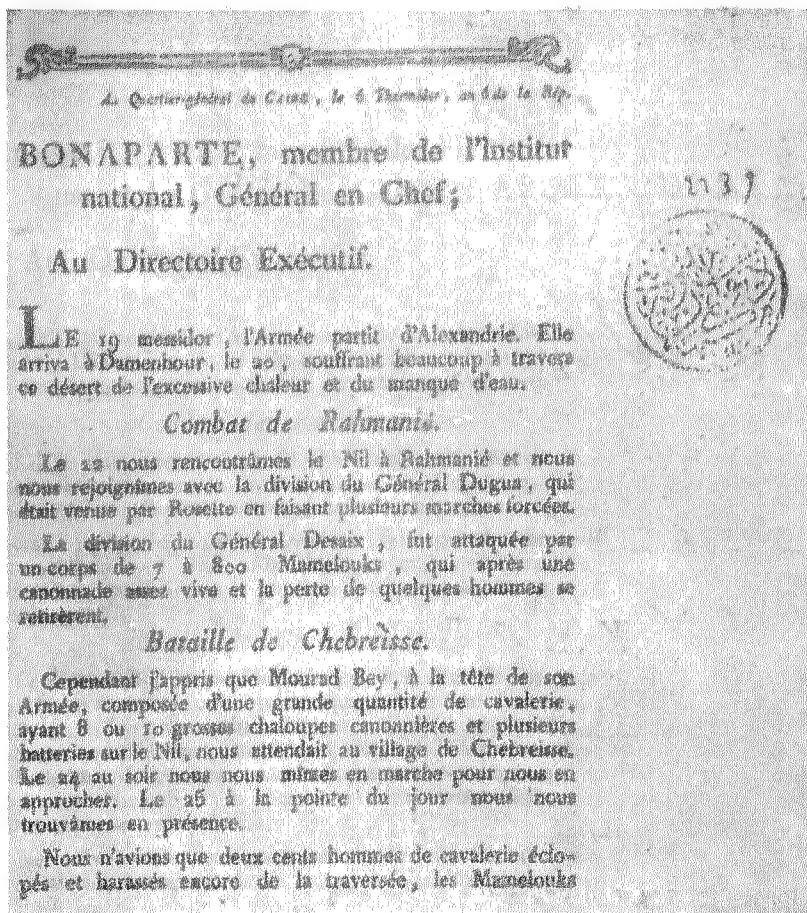 Au Quartier-général du Caire, le 6 Thermidor, an 6 de la Rép.
BONAPARTE, membre de l'Institut
national, Général en Chef;
Au Directoire Exécutif.
LE 19 messidor, l'Armée partit d'Alexandrie. Elle
arriva à Damenhour, le 20, souffrant beaucoup à travers
ce désert de l'excessive chaleur et du manque d'eau.
Combat de Rahmanié.
Le 22 nous rencontrâmes le Nil à Rahmanié et nous
nous rejoignimes avec la division du Général Dugua, qui
était venue par Rosette en faisant plusieurs marches forcées.
La division du Général Desaix, fut attaquée par
un corps de 7 à 800 Mamelouks, qui après une
canonnade assez vive et la perte de quelques hommes se
retirèrent.
Bataille de Chebreisse.
Cependant j'appris que Mourad Bey, à la tête de son
Armée, composée d'une grande quantité de cavalerie,
ayant 8 ou 10 grosses chaloupes canonnières et plusieurs
batteries sur le Nil, nous attendait au village de Chebreisse.
Le 24 au soir nous nous mîmes en marche pour nous en
approcher. Le 25 à la pointe du jour nous nous
trouvâmes en présence.
Nous n'avions que deux cents hommes de cavalerie éclo-
pés et harassés encore de la traversée, les Mamelouks